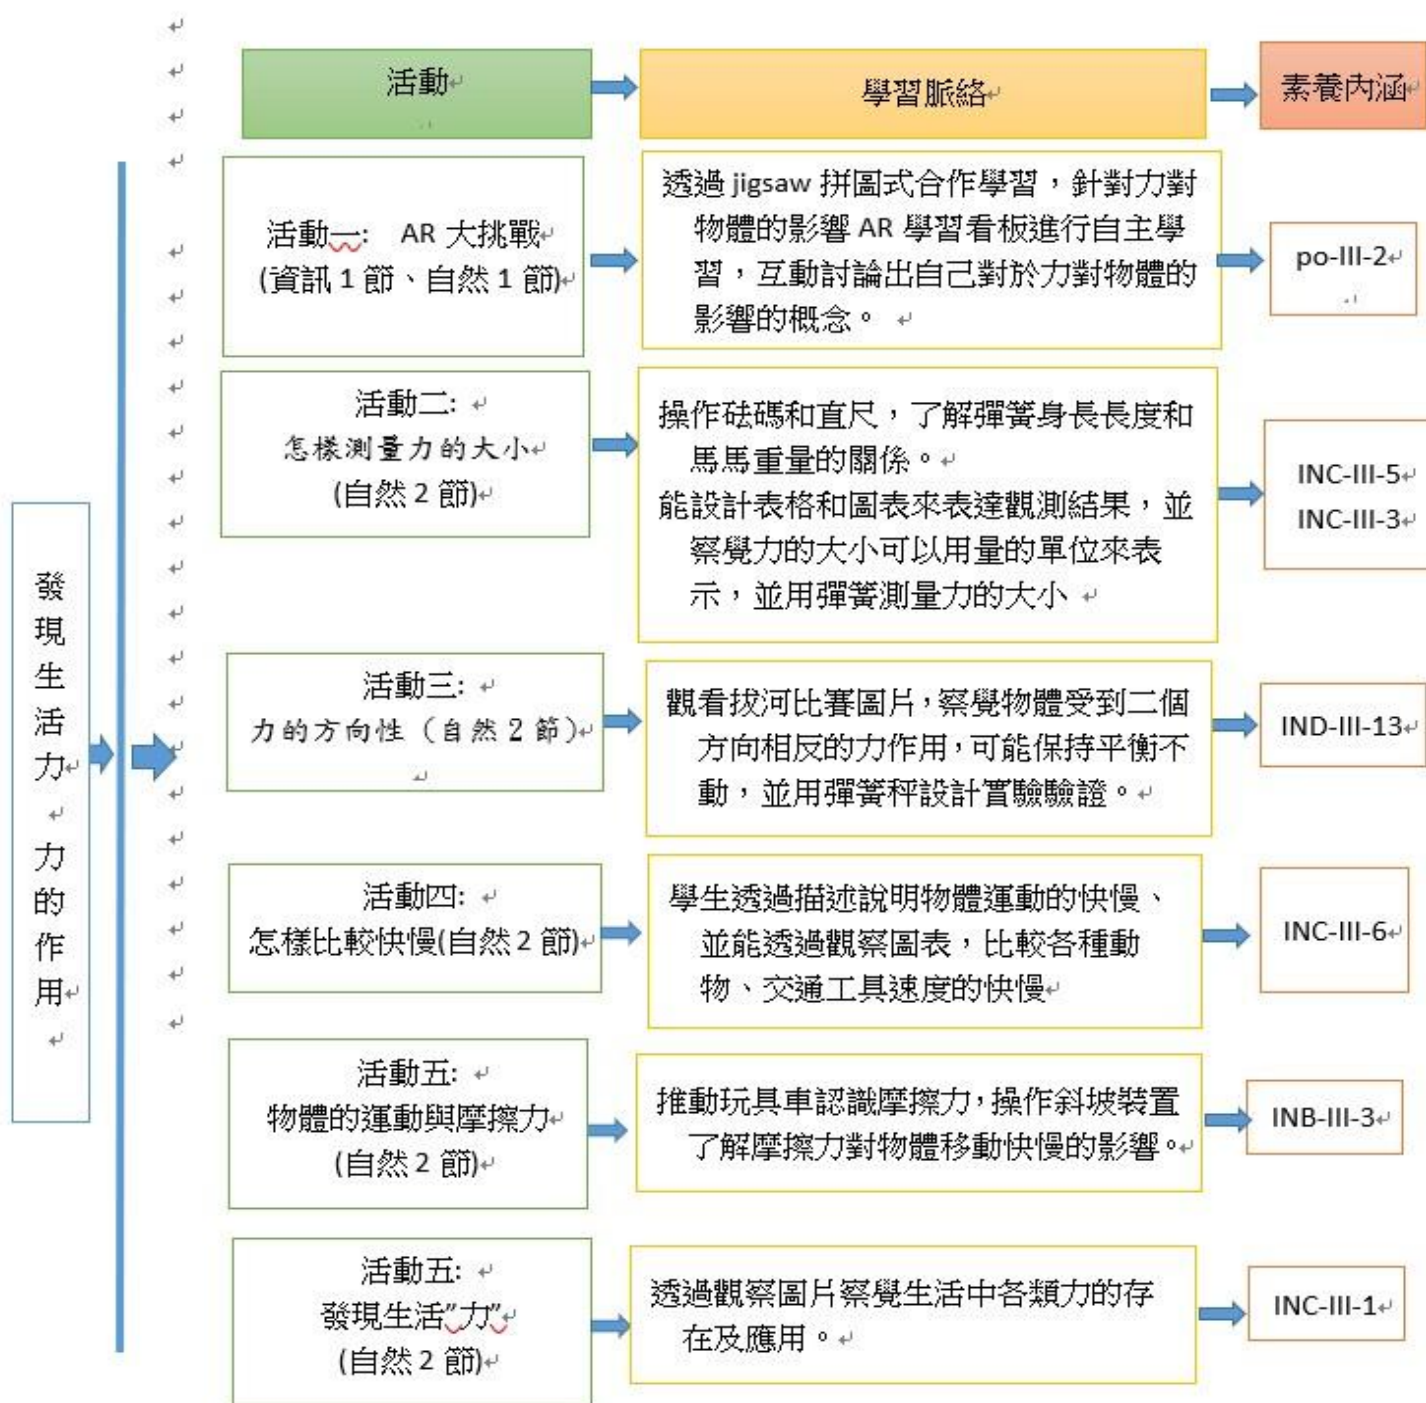 活動
學習脈絡
素養內涵
發現生活力 力的作用
活動一: AR 大挑戰
(資訊 1 節、自然 1 節)
透過 jigsaw 拼圖式合作學習，針對力對
物體的影響 AR 學習看板進行自主學
習，互動討論出自己對於力對物體的
影響的概念。
po-III-2
活動二:
怎樣測量力的大小
(自然 2 節)
操作砝碼和直尺，了解彈簧身長長度和
馬馬重量的關係。
能設計表格和圖表來表達觀測結果，並
察覺力的大小可以用量的單位來表
示，並用彈簧測量力的大小
INC-III-5
INC-III-3
活動三:
力的方向性（自然 2 節）
觀看拔河比賽圖片，察覺物體受到二個
方向相反的力作用，可能保持平衡不
動，並用彈簧秤設計實驗驗證。
IND-III-13
活動四:
怎樣比較快慢(自然 2 節)
學生透過描述說明物體運動的快慢、
並能透過觀察圖表，比較各種動
物、交通工具速度的快慢
INC-III-6
活動五:
物體的運動與摩擦力
(自然 2 節)
推動玩具車認識摩擦力，操作斜坡裝置
了解摩擦力對物體移動快慢的影響。
INB-III-3
活動五:
發現生活”力”
(自然 2 節)
透過觀察圖片察覺生活中各類力的存
在及應用。
INC-III-1